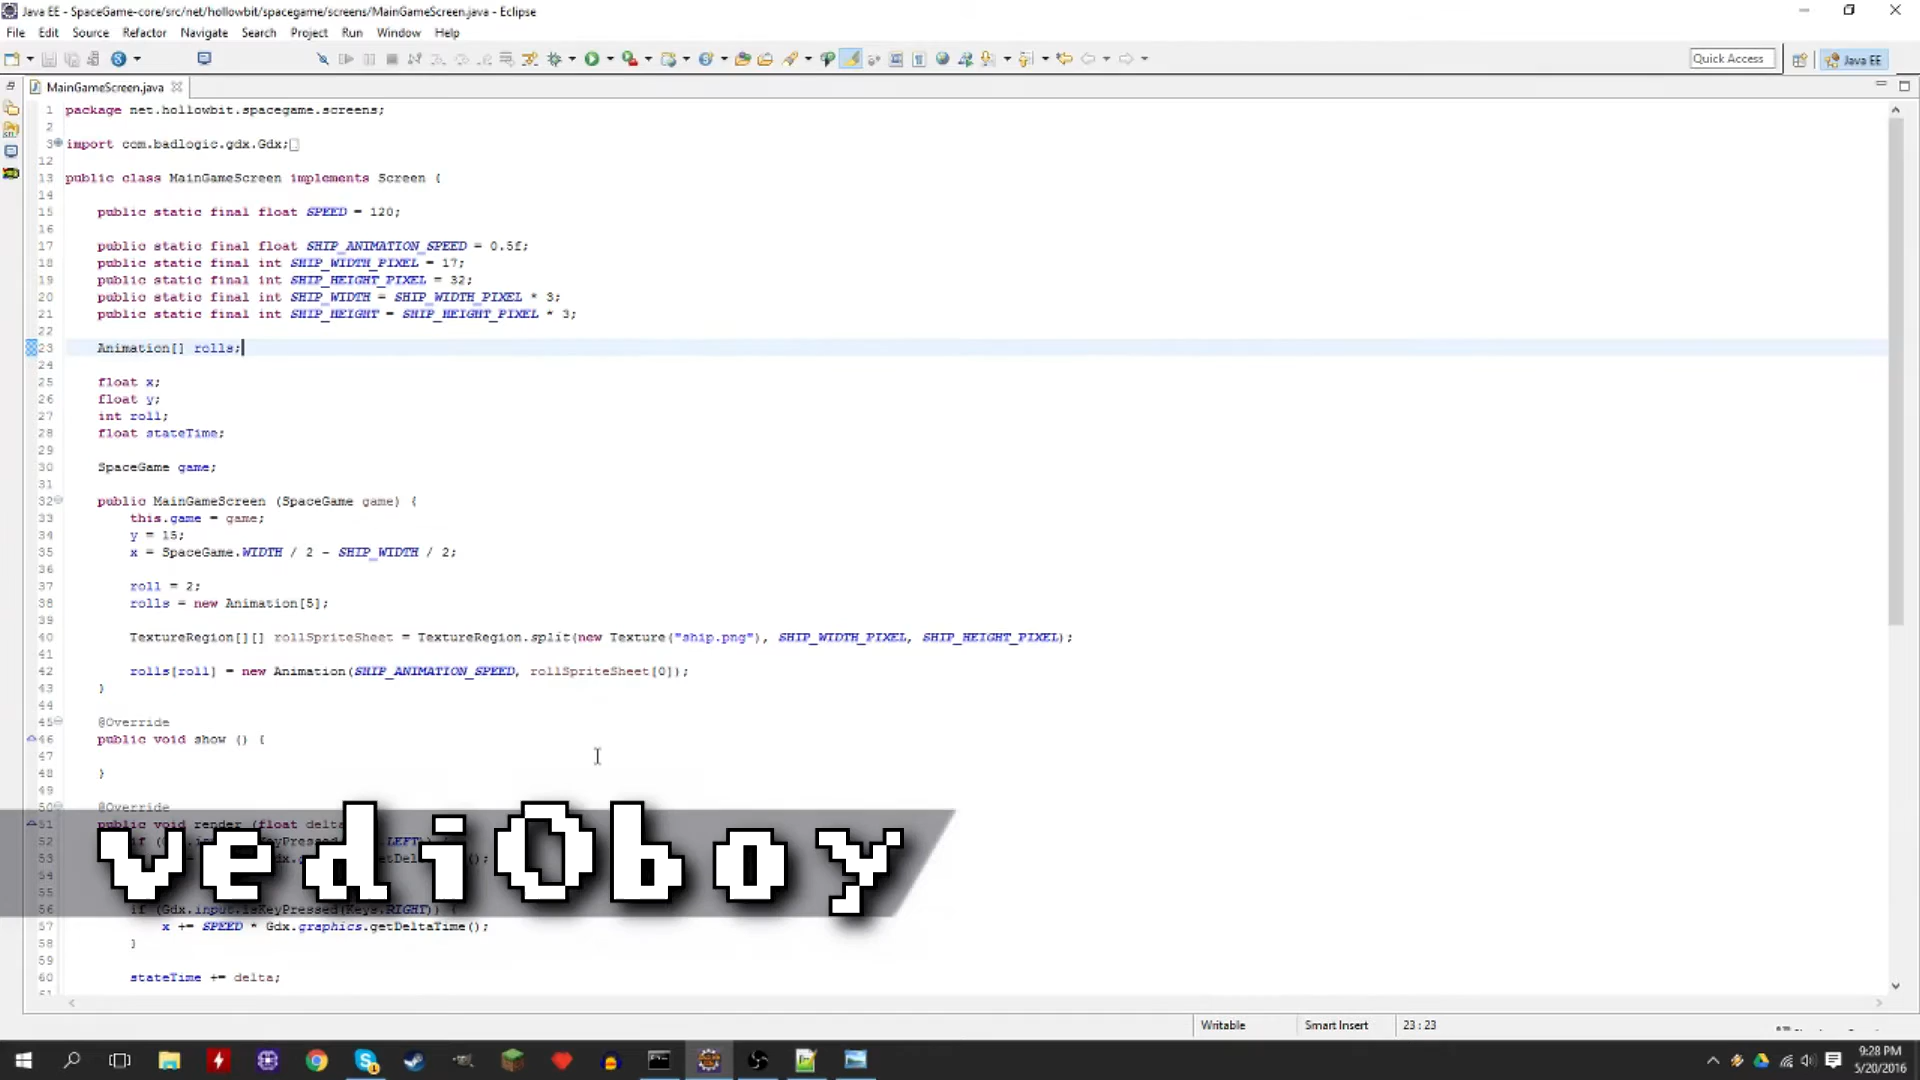 Java EE - SpaceGame-core/src/net/hollowbit/spacegame/screens/MainGameScreen.java - Eclipse
File Edit Source Refactor Navigate Search Project Run Window Help
Quick Access Java EE
MainGameScreen.java
1 package net.hollowbit.spacegame.screens;
2
3 import com.badlogic.gdx.Gdx;
12
13 public class MainGameScreen implements Screen {
14
15 public static final float SPEED = 120;
16
17 public static final float SHIP_ANIMATION_SPEED = 0.5f;
18 public static final int SHIP_WIDTH_PIXEL = 17;
19 public static final int SHIP_HEIGHT_PIXEL = 32;
20 public static final int SHIP_WIDTH = SHIP_WIDTH_PIXEL * 3;
21 public static final int SHIP_HEIGHT = SHIP_HEIGHT_PIXEL * 3;
22
23 Animation[] rolls;
24
25 float x;
26 float y;
27 int roll;
28 float stateTime;
29
30 SpaceGame game;
31
32 public MainGameScreen (SpaceGame game) {
33 this.game = game;
34 y = 15;
35 x = SpaceGame.WIDTH / 2 - SHIP_WIDTH / 2;
36
37 roll = 2;
38 rolls = new Animation[5];
39
40 TextureRegion[][] rollSpriteSheet = TextureRegion.split(new Texture("ship.png"), SHIP_WIDTH_PIXEL, SHIP_HEIGHT_PIXEL);
41
42 rolls[roll] = new Animation(SHIP_ANIMATION_SPEED, rollSpriteSheet[0]);
43 }
44
45 @Override
46 public void show () {
47
48 }
49
50 @Override
51 public void render (float delta
52 if
53
54
55
56 if (Gdx.input.isKeyPressed(Keys.RIGHT)) {
57 x += SPEED * Gdx.graphics.getDeltaTime();
58 }
59
60 stateTime += delta;
61
vediOboy
Writable Smart Insert 23 : 23
9:28 PM
5/20/2016